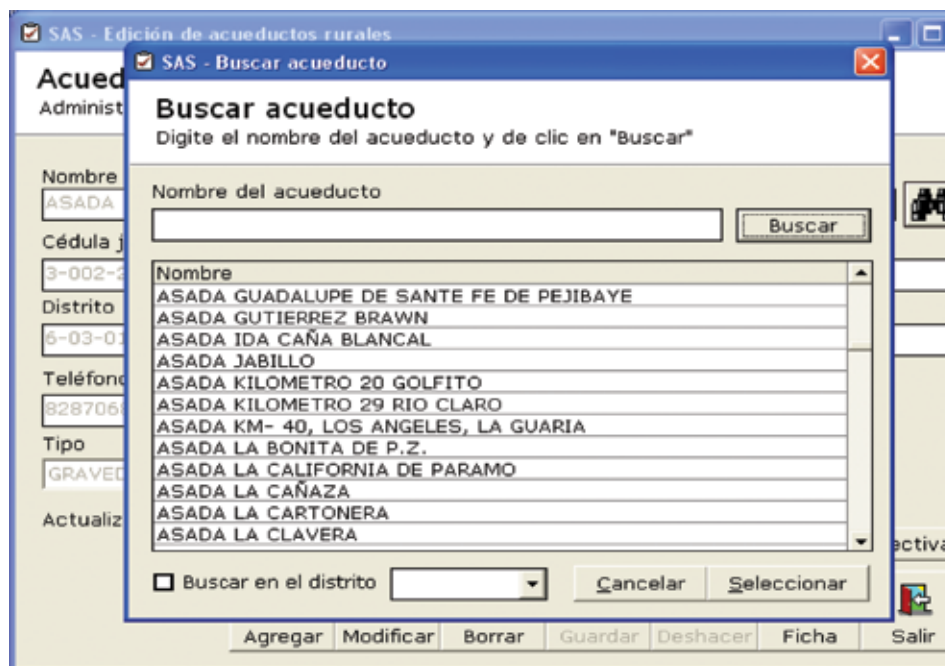 SAS - Edición de acueductos rurales
SAS - Buscar acueducto
Buscar acueducto
Digite el nombre del acueducto y de clic en "Buscar"
Nombre del acueducto
Buscar
Nombre
ASADA GUADALUPE DE SANTE FE DE PEJIBAYE
ASADA GUTIERREZ BRAWN
ASADA IDA CAÑA BLANCAL
ASADA JABILLO
ASADA KILOMETRO 20 GOLFITO
ASADA KILOMETRO 29 RIO CLARO
ASADA KM- 40, LOS ANGELES, LA GUARIA
ASADA LA BONITA DE P.Z.
ASADA LA CALIFORNIA DE PARAMO
ASADA LA CAÑAZA
ASADA LA CARTONERA
ASADA LA CLAVERA
Buscar en el distrito
Cancelar Seleccionar
Acued
Administ
Nombre
ASADA
Cédula j
3-002-2
Distrito
6-03-01
Teléfono
8287068
Tipo
GRAVED
Actualiz
ectiva
Agregar Modificar Borrar Guardar Deshacer Ficha Salir